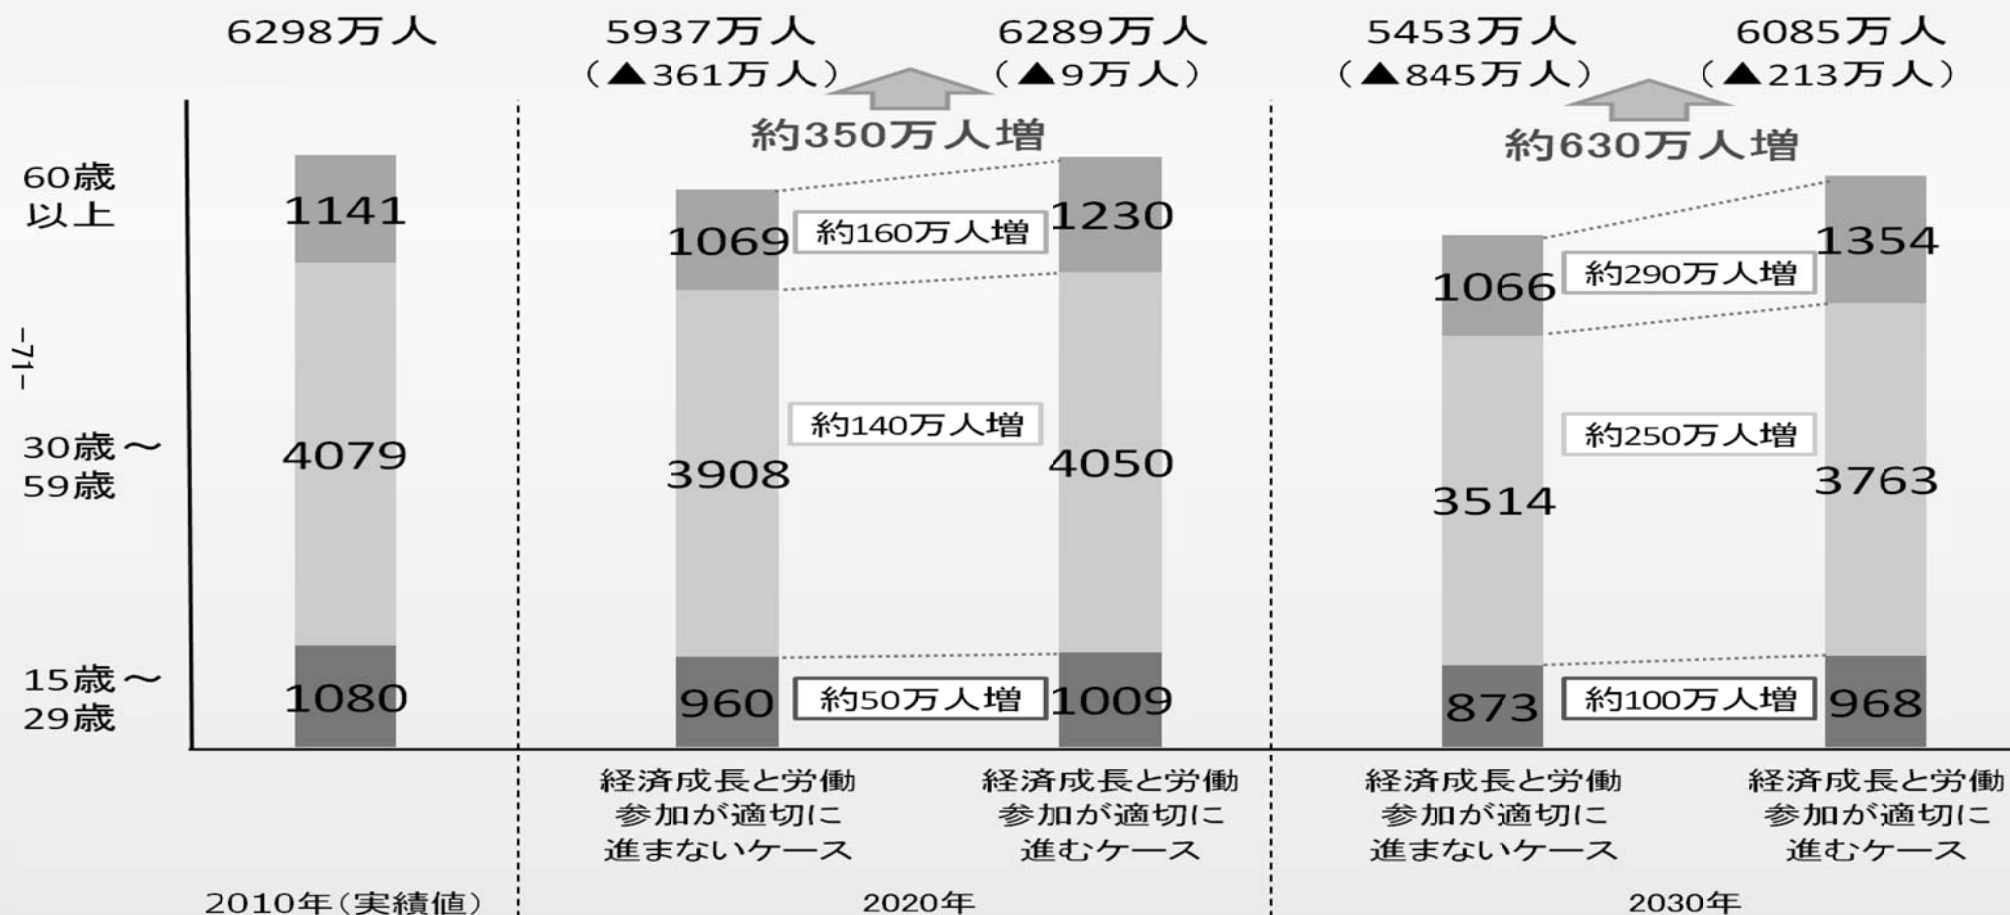 6298万人
5937万人
（▲361万人）
6289万人
（▲9万人）
5453万人
（▲845万人）
6085万人
（▲213万人）
約350万人増
約630万人増
60歳
以上
1141
1069
約160万人増
1230
1066
約290万人増
1354
-71-
30歳～
59歳
4079
3908
約140万人増
4050
3514
約250万人増
3763
15歳～
29歳
1080
960
約50万人増
1009
873
約100万人増
968
経済成長と労働
参加が適切に
進まないケース
経済成長と労働
参加が適切に
進むケース
経済成長と労働
参加が適切に
進まないケース
経済成長と労働
参加が適切に
進むケース
2010年（実績値）
2020年
2030年